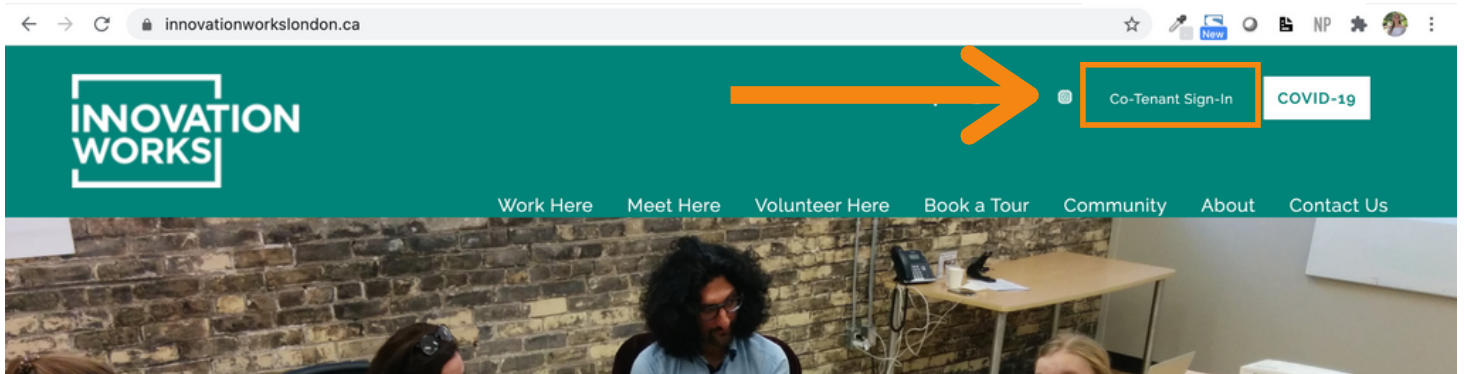 innovationworkslondon.ca
New
NP
INNOVATION
WORKS
Co-Tenant Sign-In
COVID-19
Work Here Meet Here Volunteer Here Book a Tour Community About Contact Us